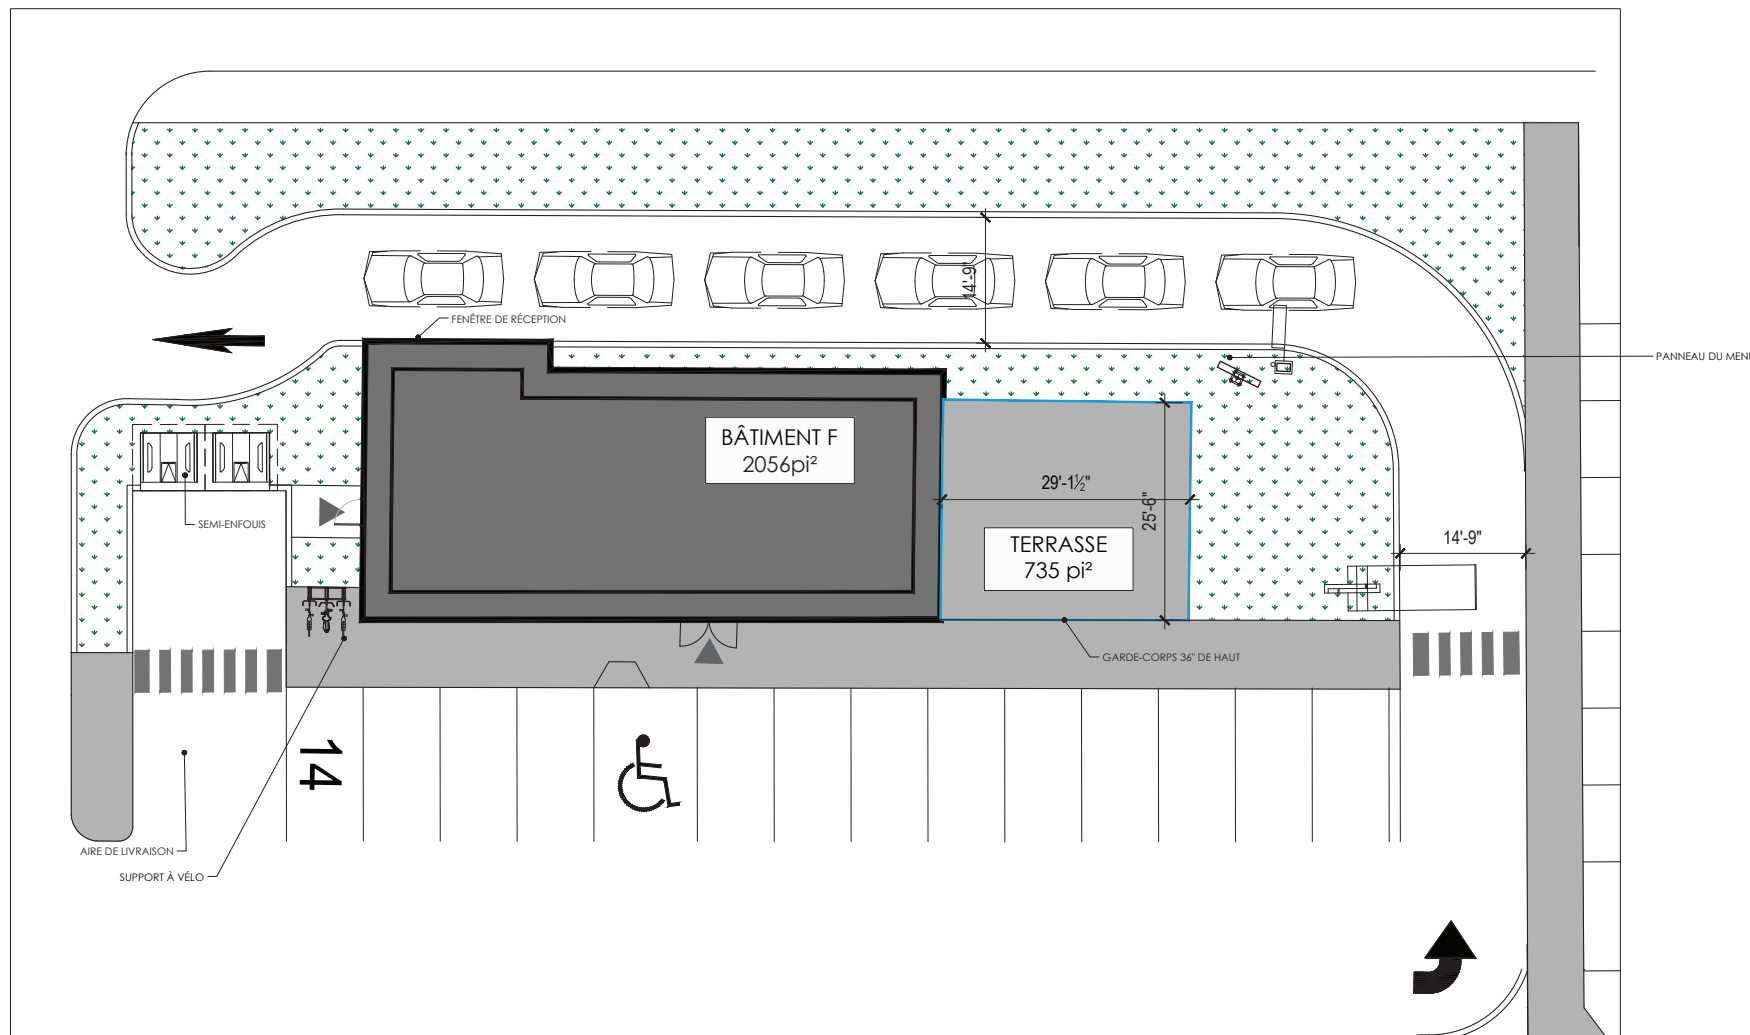 14'-9"
FENÊTRE DE RÉCEPTION
PANNEAU DU MENU
BÂTIMENT F
2056pi²
29'-1½"
25'-6"
SEMI-ENFOUIS
TERRASSE
735 pi²
14'-9"
GARDE-CORPS 36" DE HAUT
14
AIRE DE LIVRAISON
SUPPORT À VÉLO